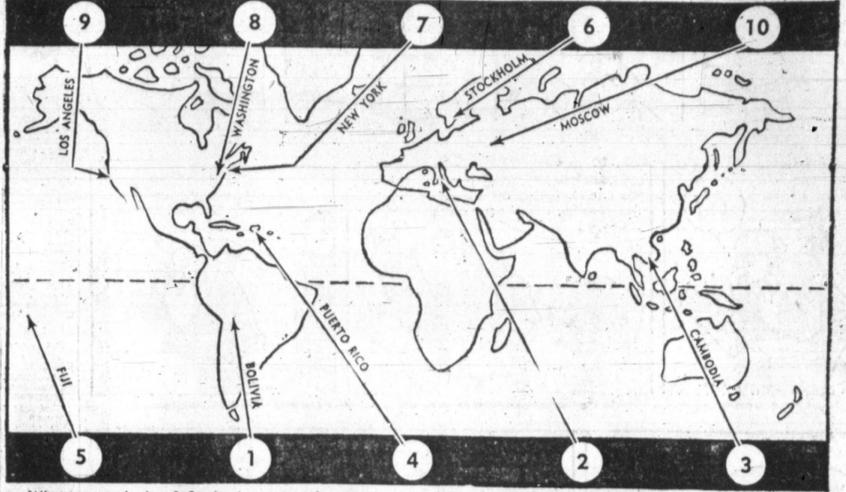 9
8
7
6
10
LOS ANGELES
WASHINGTON
NEW YORK
STOCKHOLM
MOSCOW
FIJI
BOLIVIA
PUERTO RICO
CAMBODIA
5
1
4
2
3